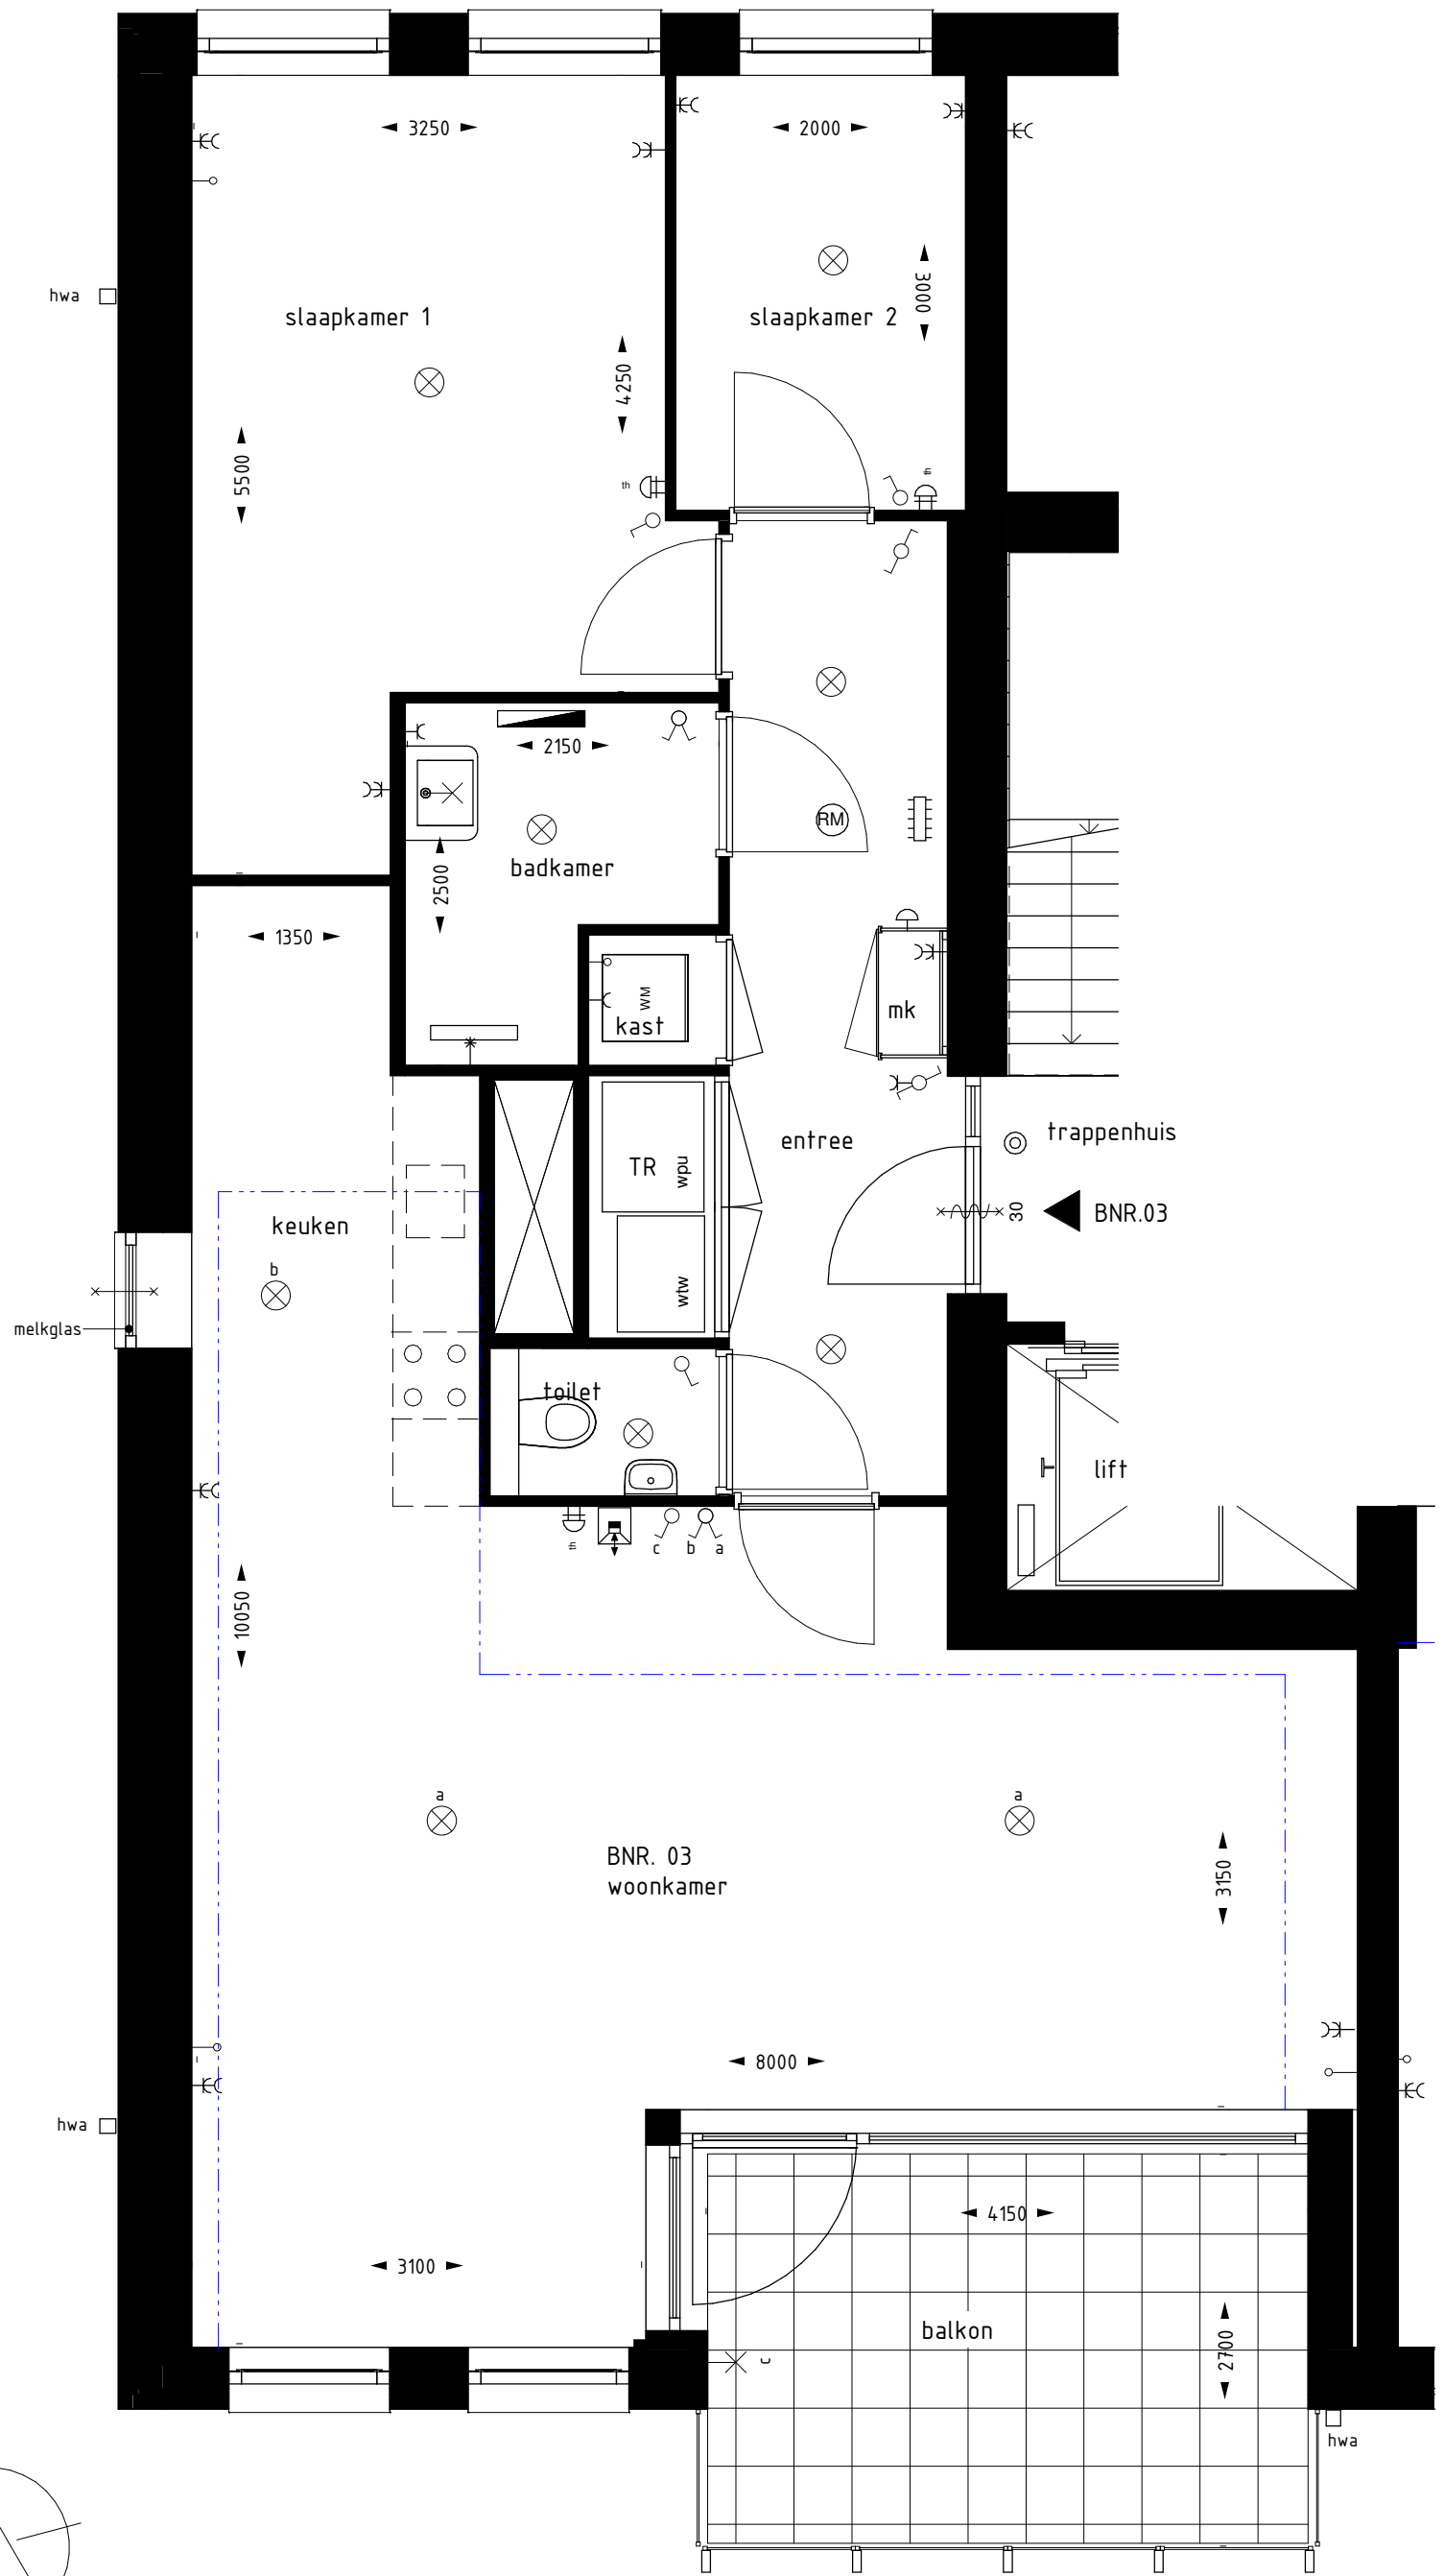 3250
2000
hwa
slaapkamer 1
slaapkamer 2
3000
4250
5500
th
th
2150
RM
badkamer
2500
1350
WM
kast
mk
entree
trappenhuis
TR
wpu
30
BNR.03
keuken
b
wtw
melkglas
toilet
lift
th
c
b
a
10050
a
a
BNR. 03
woonkamer
3150
8000
hwa
4150
3100
balkon
2700
c
hwa